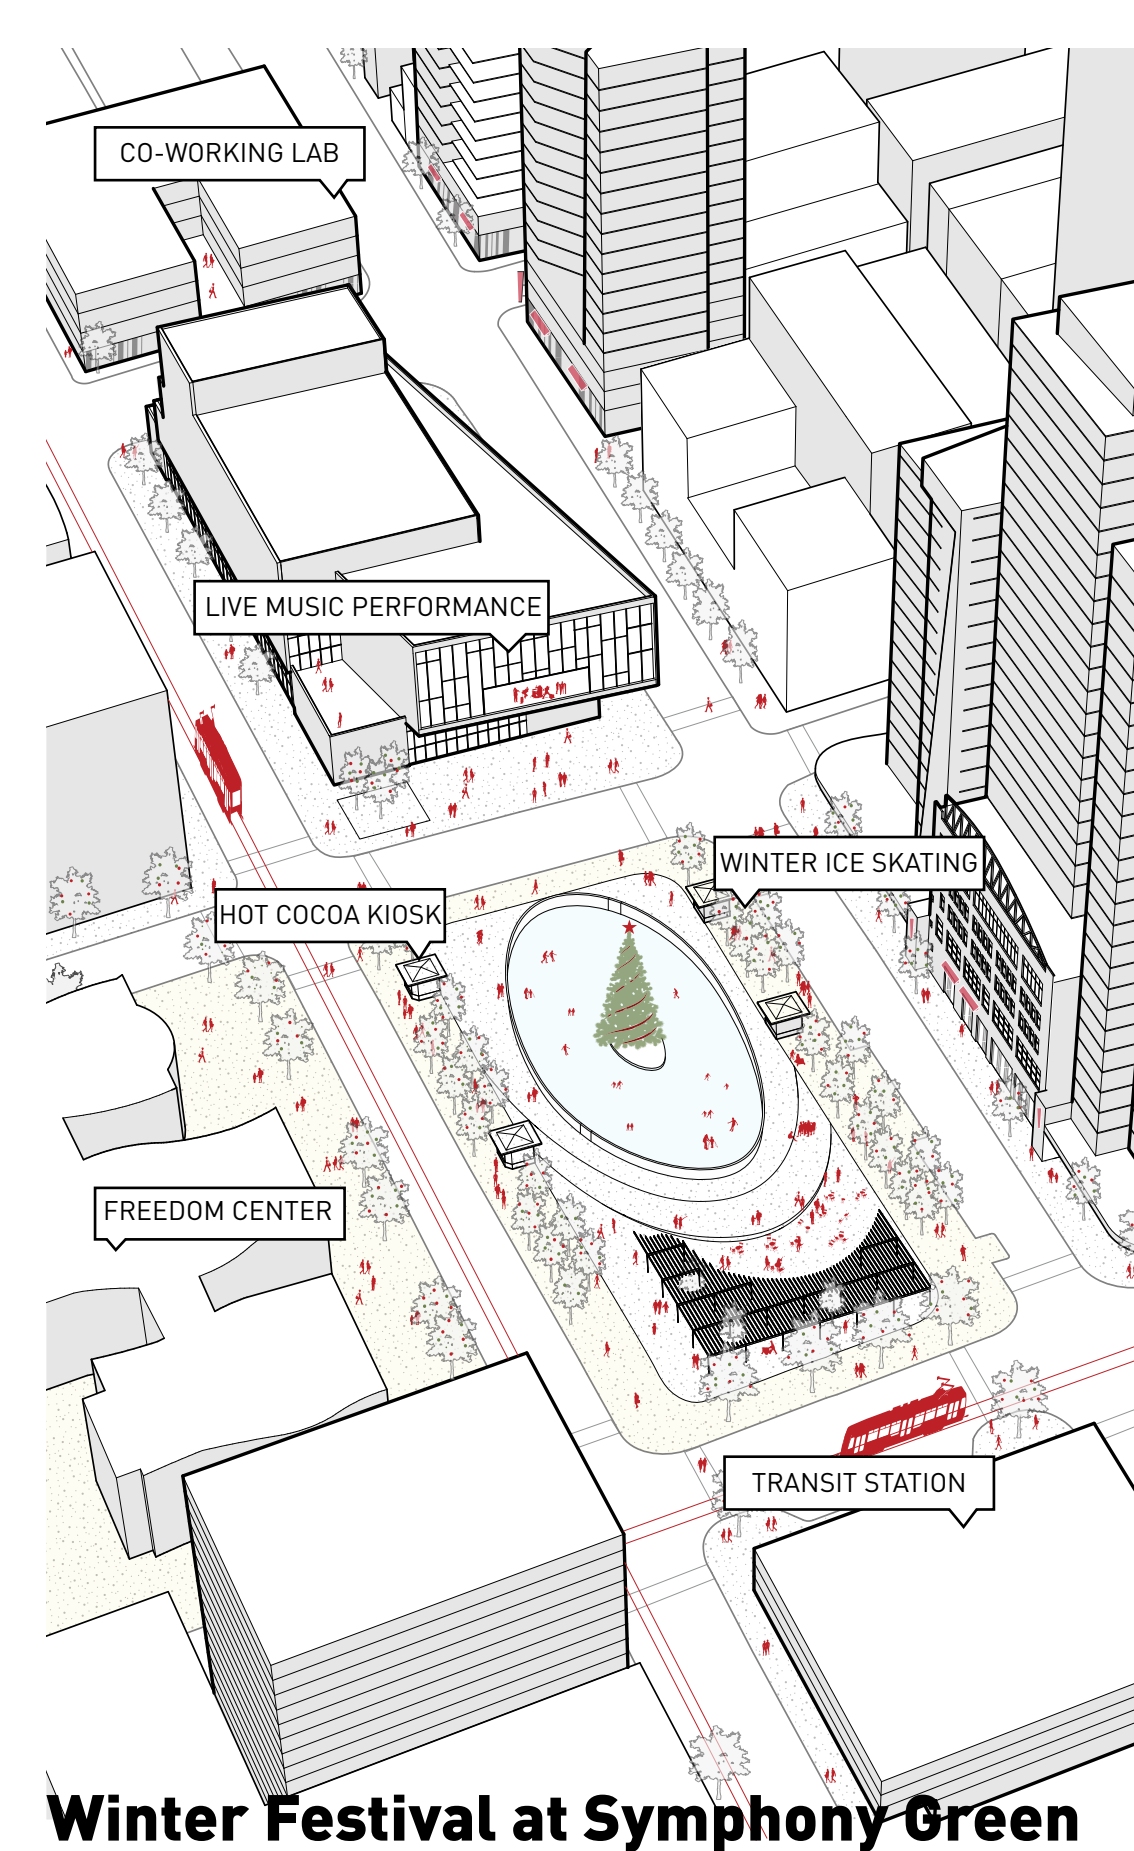 CO-WORKING LAB
LIVE MUSIC PERFORMANCE
WINTER ICE SKATING
HOT COCOA KIOSK
FREEDOM CENTER
TRANSIT STATION
Winter Festival at Symphony Green